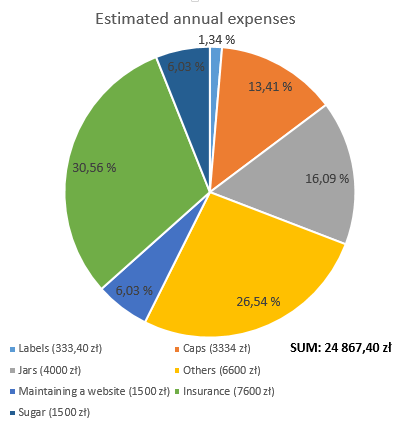 Estimated annual expenses
1,34 %
6,03 %
13,41 %
30,56 %
16,09 %
6,03 %
26,54 %
Labels (333,40 zł) Caps (3334 zł) SUM: 24 867,40 zł
Jars (4000 zł) Others (6600 zł)
Maintaining a website (1500 zł) Insurance (7600 zł)
Sugar (1500 zł)